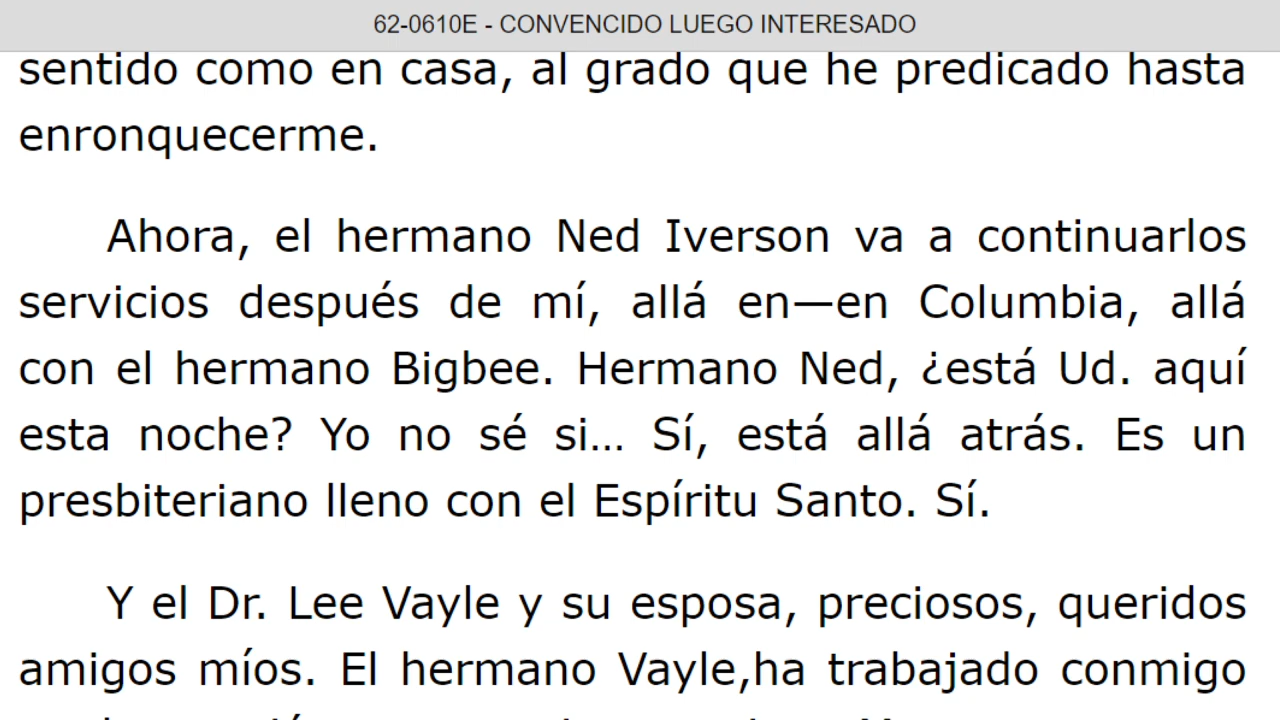 62-0610E - CONVENCIDO LUEGO INTERESADO
sentido como en casa, al grado que he predicado hasta
enronquecerme.
Ahora, el hermano Ned Iverson va a continuarlos
servicios después de mí, allá en—en Columbia, allá
con el hermano Bigbee. Hermano Ned, ¿está Ud. aquí
esta noche? Yo no sé si... Sí, está allá atrás. Es un
presbiteriano lleno con el Espíritu Santo. Sí.
Y el Dr. Lee Vayle y su esposa, preciosos, queridos
amigos míos. El hermano Vayle,ha trabajado conmigo